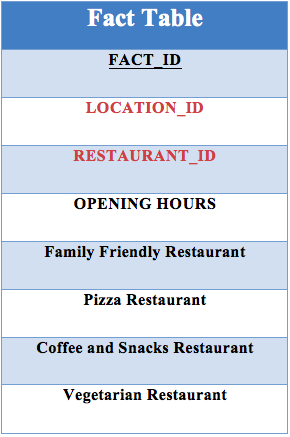 Fact Table
FACT_ID
LOCATION_ID
RESTAURANT_ID
OPENING HOURS
Family Friendly Restaurant
Pizza Restaurant
Coffee and Snacks Restaurant
Vegetarian Restaurant